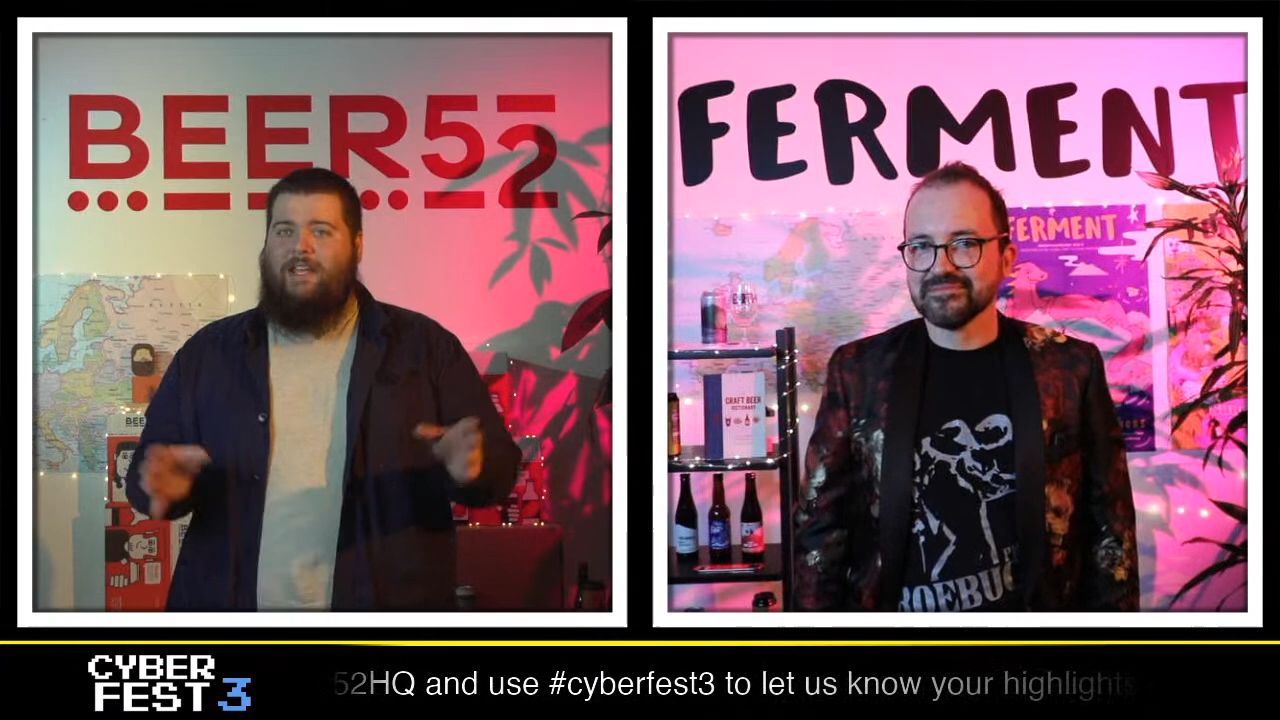 BEER52
FERMENT
FERMENT
CRAFT BEER
DICTIONARY
ROEBUC
CYBER
FEST 3
52HQ and use #cyberfest3 to let us know your highlights